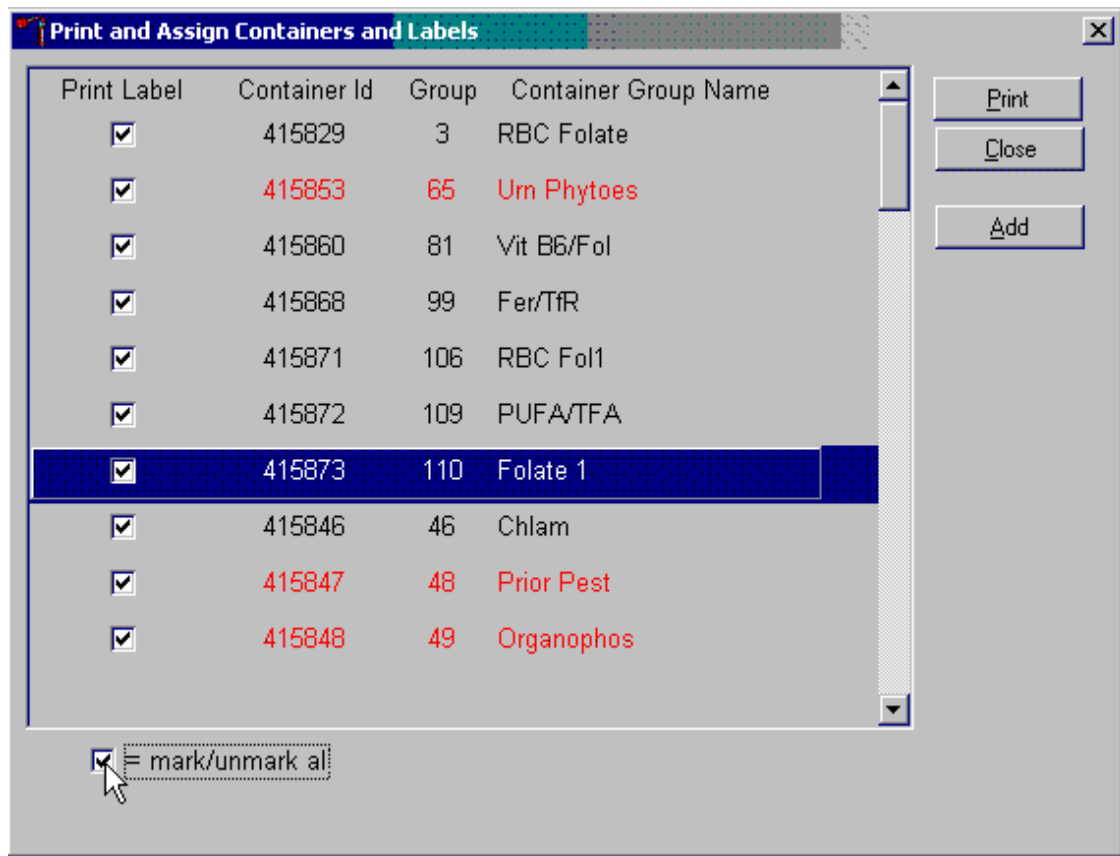 Print and Assign Containers and Labels
Print Label Container Id Group Container Group Name
415829 3 RBC Folate
415853 65 Urn Phytoes
415860 81 Vit B6/Fol
415868 99 Fer/TfR
415871 106 RBC Fol1
415872 109 PUFA/TFA
415873 110 Folate 1
415846 46 Chlam
415847 48 Prior Pest
415848 49 Organophos
= mark/unmark al
Print
Close
Add